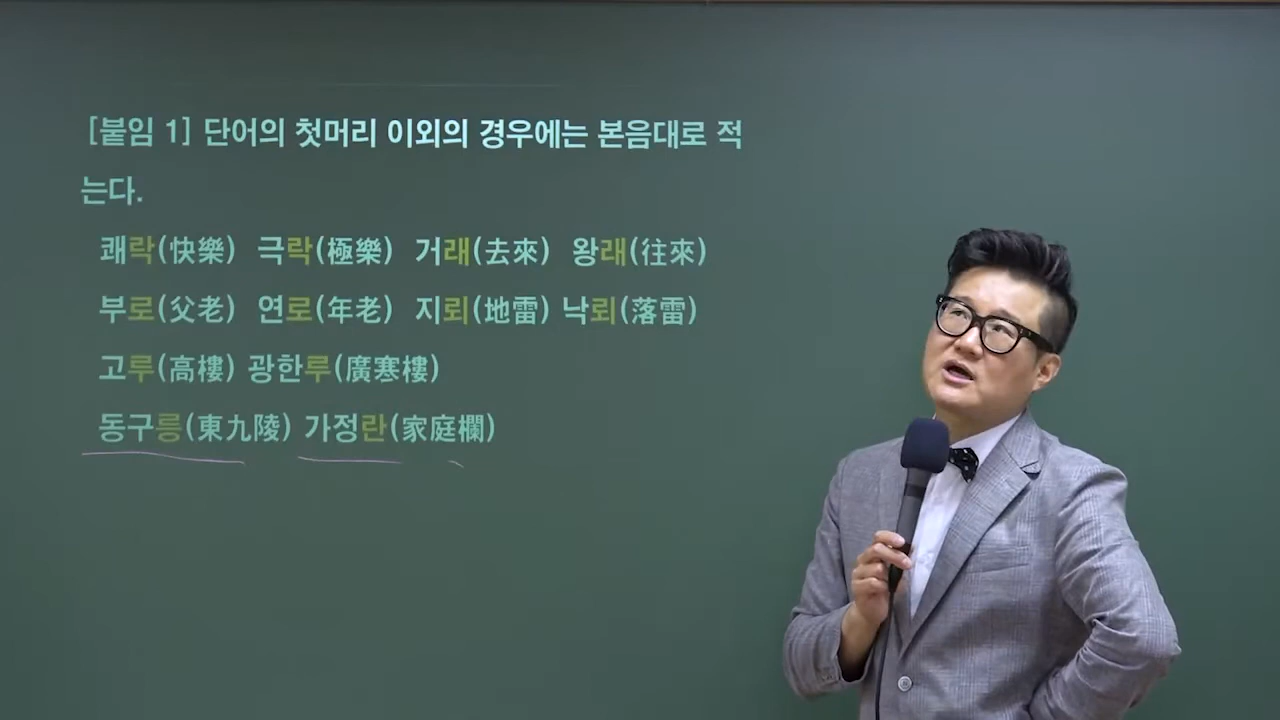 [붙임 1] 단어의 첫머리 이외의 경우에는 본음대로 적
는다.
쾌락(快樂) 극락(極樂) 거래(去來) 왕래(往來)
부로(父老) 연로(年老) 지뢰(地雷) 낙뢰(落雷)
고루(高樓) 광한루(廣寒樓)
동구릉(東九陵) 가정란(家庭欄)